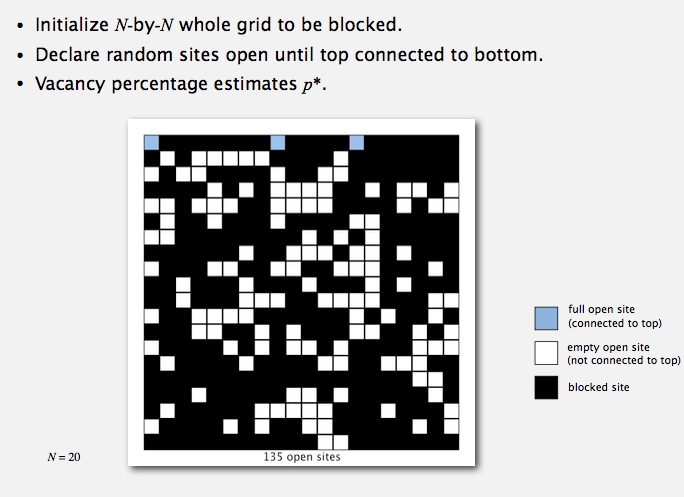 • Initialize N-by-N whole grid to be blocked.
• Declare random sites open until top connected to bottom.
• Vacancy percentage estimates p*.
full open site
(connected to top)
empty open site
(not connected to top)
blocked site
N = 20
135 open sites